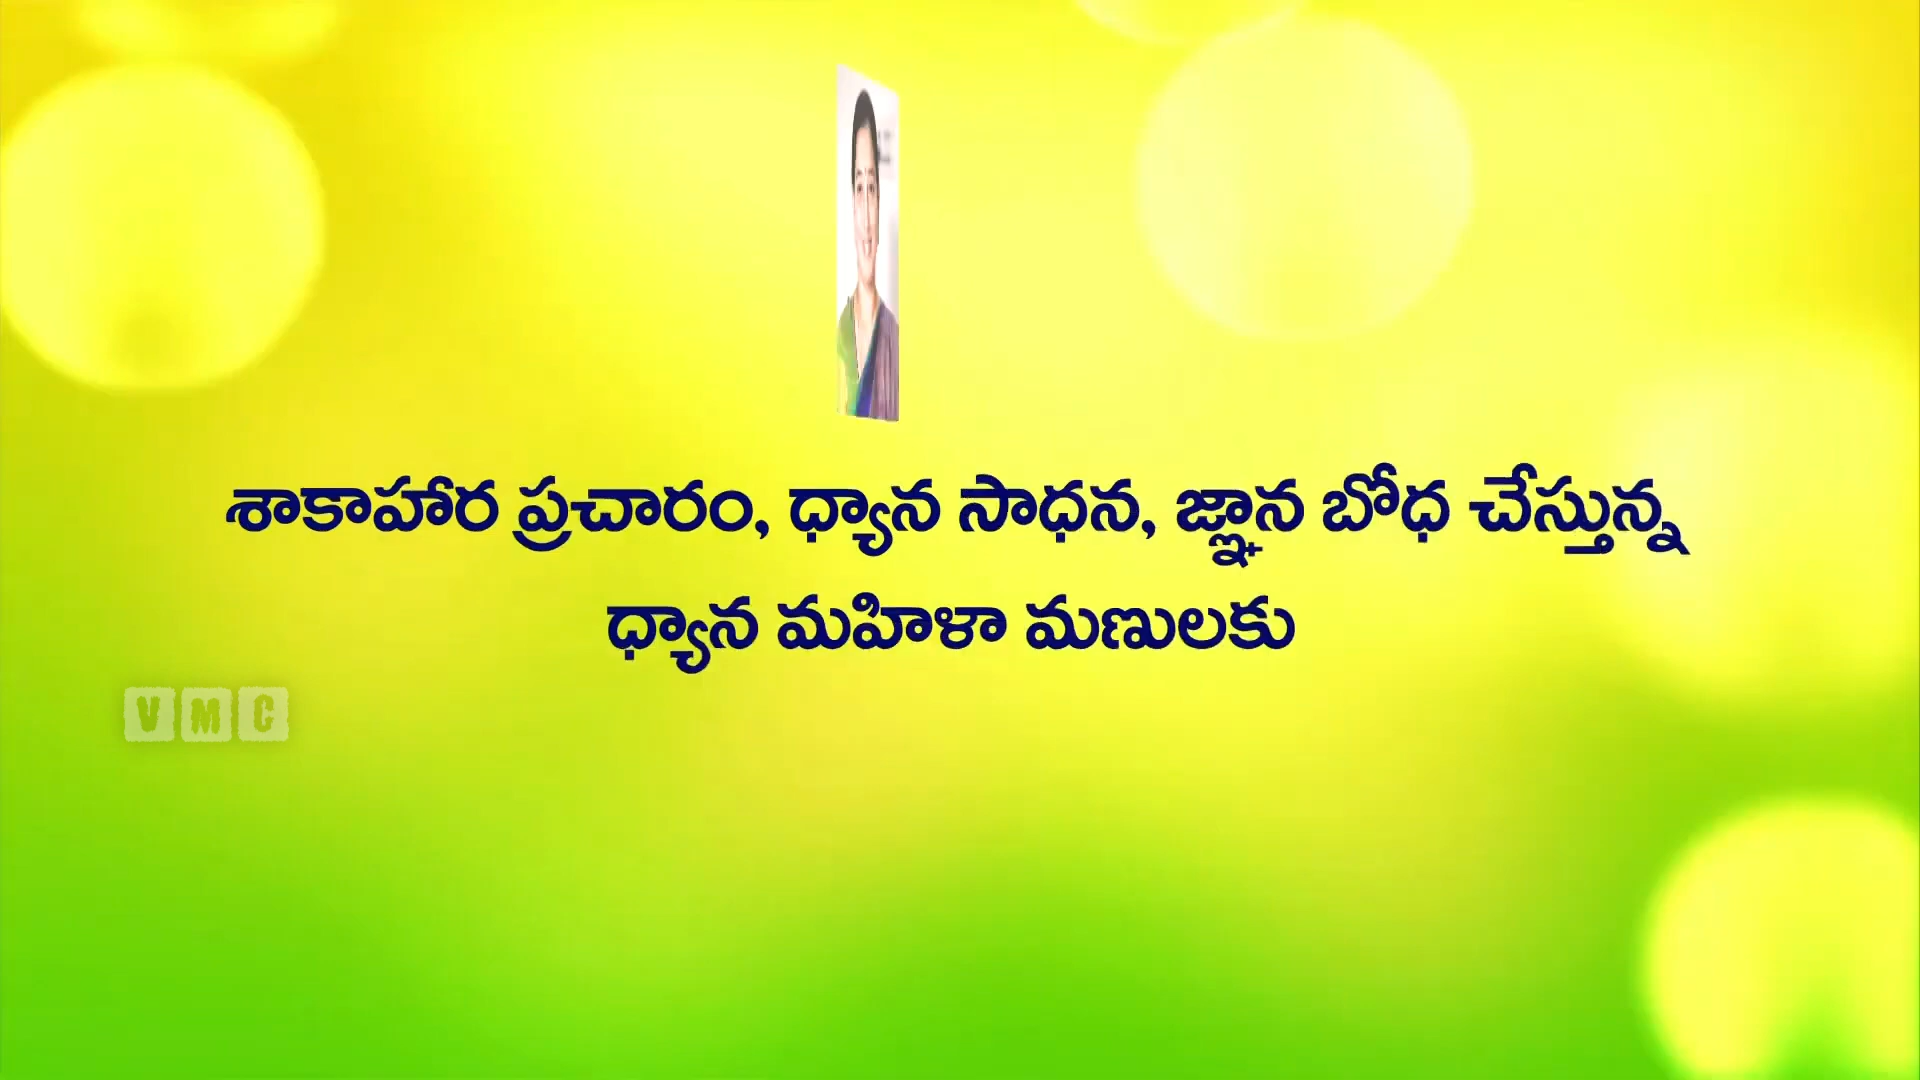 శాకాహార ప్రచారం, ధ్యాన సాధన, జ్ఞాన బోధ చేస్తున్న
ధ్యాన మహిళా మణులకు
VMC